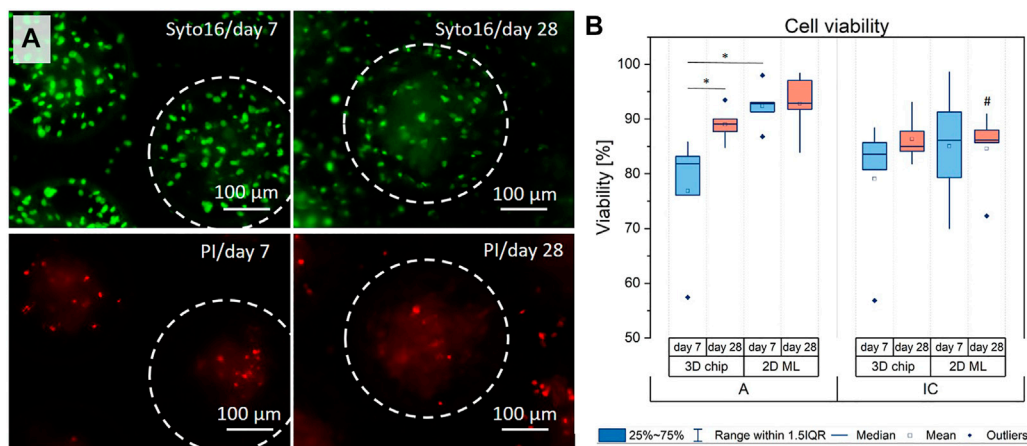 A
Syto16/day 7
100 µm
Syto16/day 28
100 µm
PI/day 7
100 µm
PI/day 28
100 µm
B
Cell viability
*
*
#
Viability [%]
100
90
80
70
60
50
day 7 day 28 day 7 day 28 day 7 day 28 day 7 day 28
3D chip 2D ML 3D chip 2D ML
A IC
25%~75% Range within 1.5IQR Median Mean Outliers